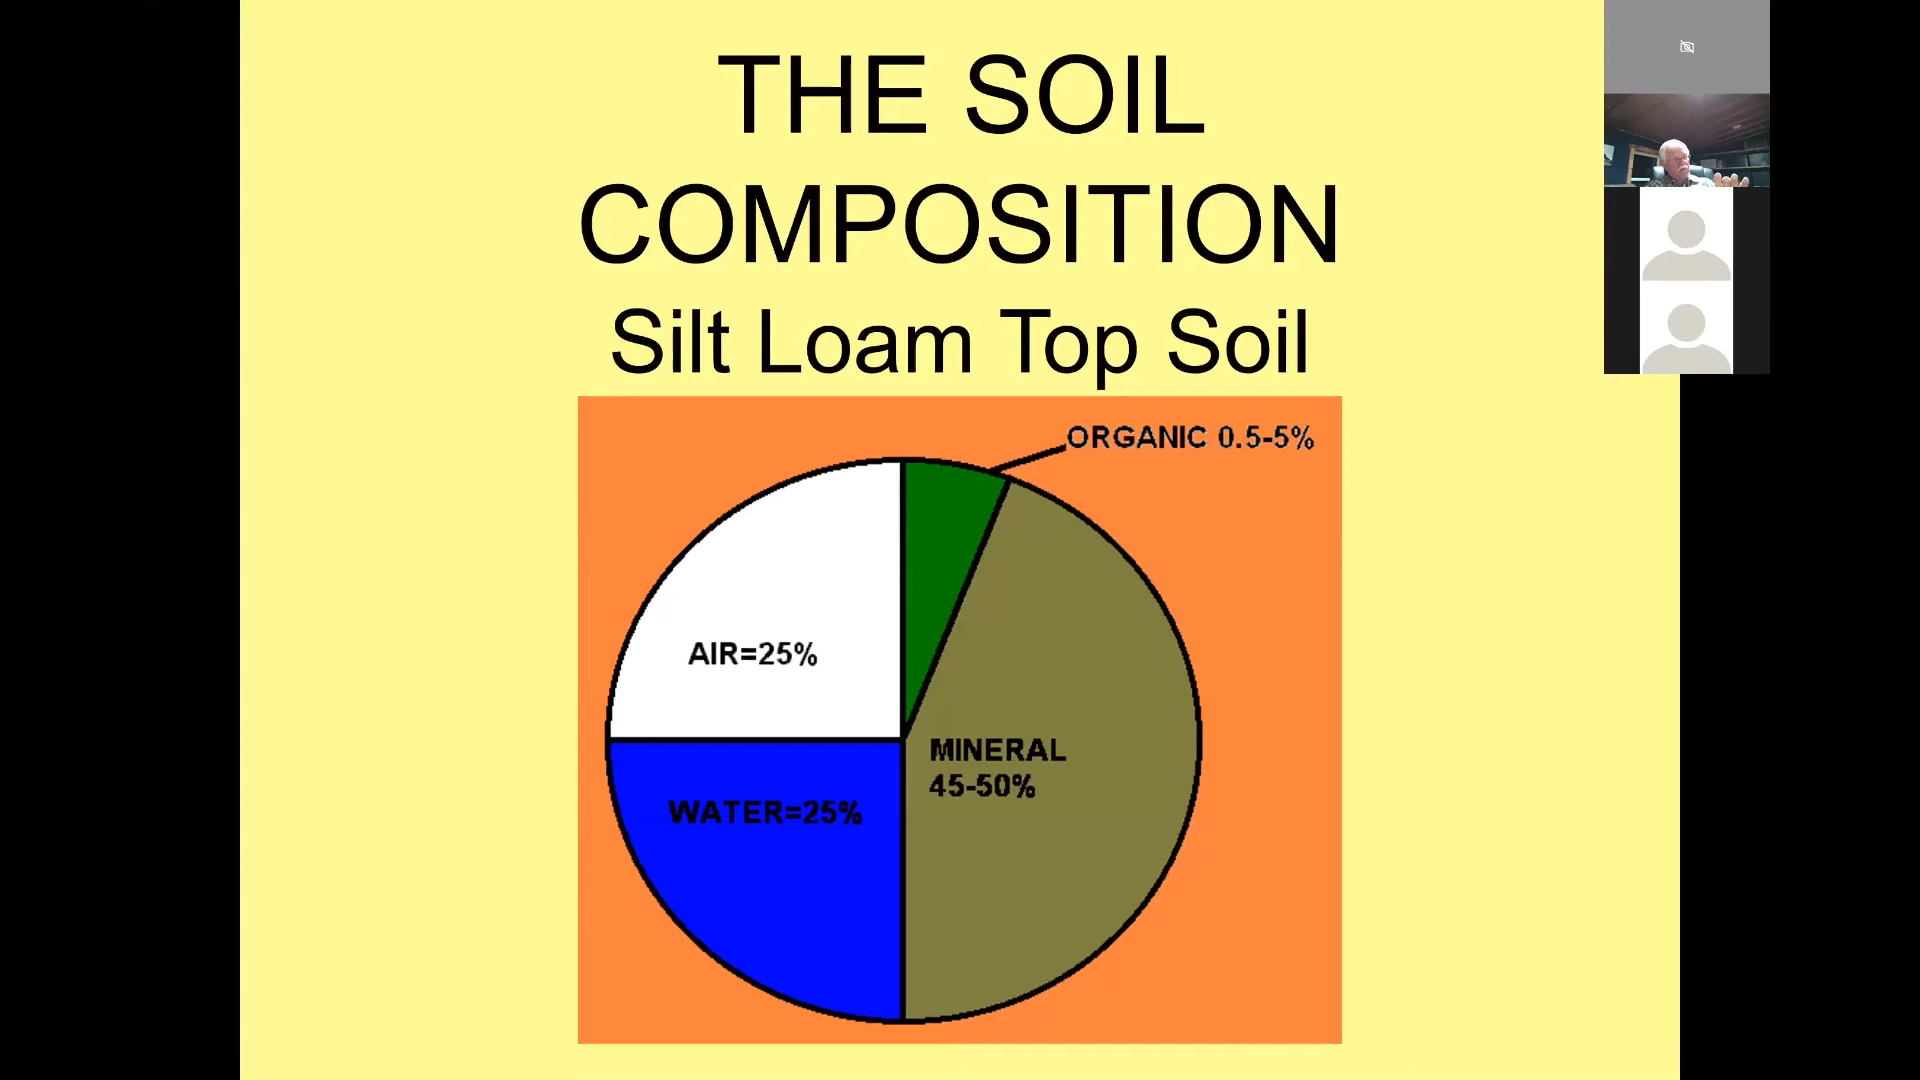 THE SOIL
COMPOSITION
Silt Loam Top Soil
ORGANIC 0.5-5%
AIR=25%
MINERAL
45-50%
WATER=25%